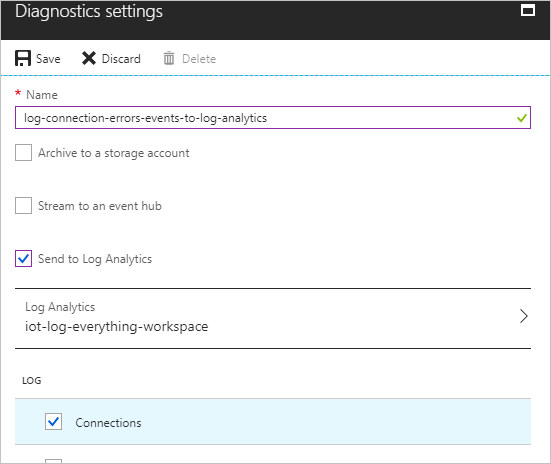 Diagnostics settings
Save Discard Delete
* Name
log-connection-errors-events-to-log-analytics
Archive to a storage account
Stream to an event hub
Send to Log Analytics
Log Analytics
iot-log-everything-workspace
LOG
Connections